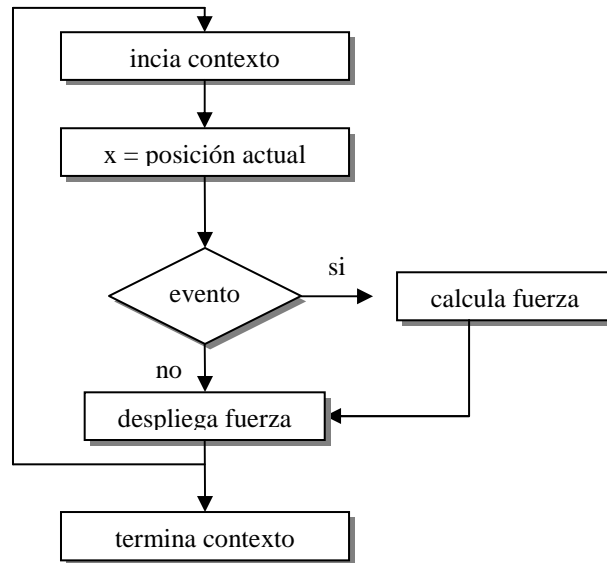 incia contexto
x = posición actual
evento
si
calcula fuerza
no
despliega fuerza
termina contexto